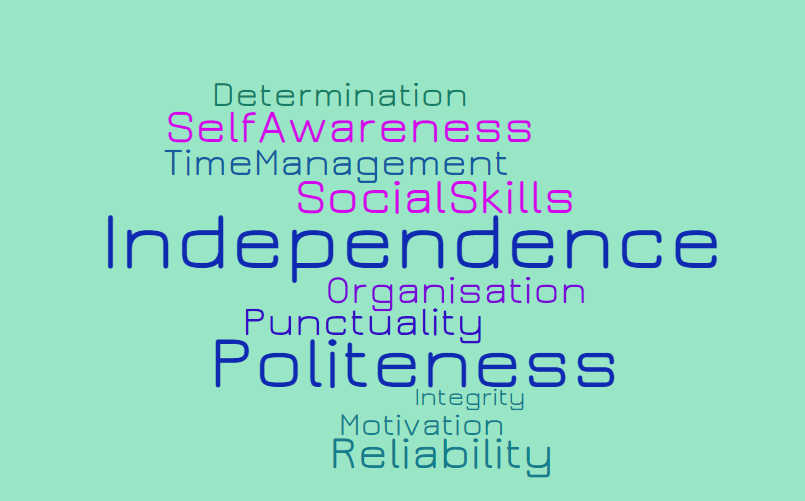 Determination
SelfAwareness
TimeManagement
SocialSkills
Independence
Organisation
Punctuality
Politeness
Integrity
Motivation
Reliability